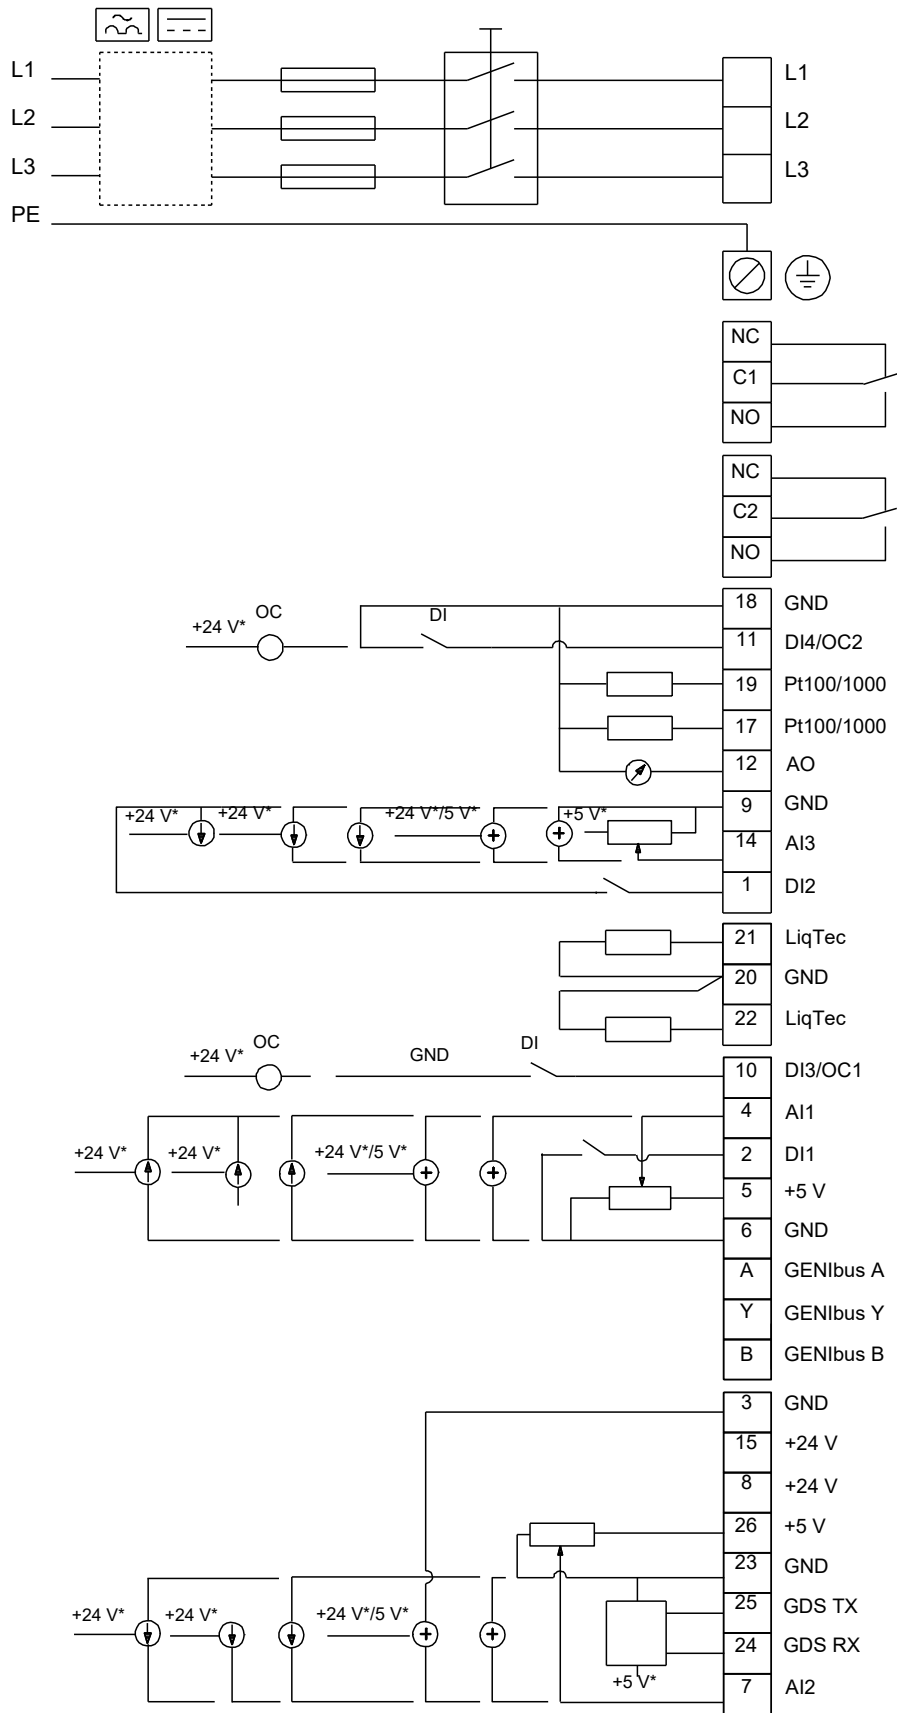 L1 L1
L2 L2
L3 L3
PE
NC
C1
NO
NC
C2
NO
18 GND
+24 V* OC DI 11 DI4/OC2
19 Pt100/1000
17 Pt100/1000
12 AO
+24 V* +24 V* +24 V*/5 V* +5 V* 9 GND
14 AI3
1 DI2
21 LiqTec
20 GND
22 LiqTec
+24 V* OC GND DI 10 DI3/OC1
4 AI1
+24 V* +24 V* +24 V*/5 V* 2 DI1
5 +5 V
6 GND
A GENIbus A
Y GENIbus Y
B GENIbus B
3 GND
15 +24 V
8 +24 V
26 +5 V
23 GND
+24 V* +24 V* +24 V*/5 V* 25 GDS TX
24 GDS RX
+5 V* 7 AI2